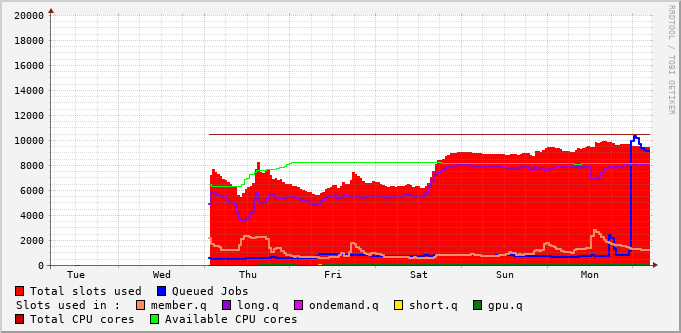 RRDTOOL / TOBI OETIKER
20000
18000
16000
14000
12000
10000
8000
6000
4000
2000
0
Tue Wed Thu Fri Sat Sun Mon
Total slots used Queued Jobs
Slots used in : member.q long.q ondemand.q short.q gpu.q
Total CPU cores Available CPU cores